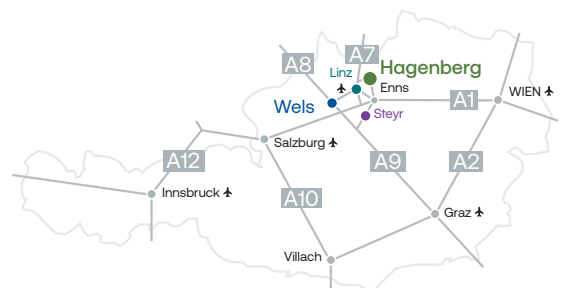 A7
A8
Hagenberg
Linz
Enns
WIEN
A1
Wels
Steyr
Salzburg
A12
A9
A2
Innsbruck
A10
Graz
Villach